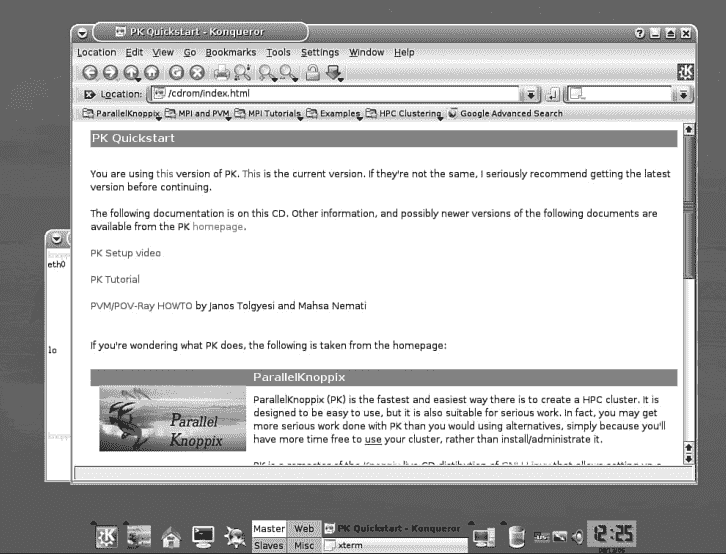 PK Quickstart - Konqueror
Location Edit View Go Bookmarks Tools Settings Window Help
Location: /cdrom/index.html
ParallelKnoppix MPI and PVM MPI Tutorials Examples HPC Clustering Google Advanced Search
PK Quickstart
You are using this version of PK. This is the current version. If they're not the same, I seriously recommend getting the latest
version before continuing.
The following documentation is on this CD. Other information, and possibly newer versions of the following documents are
available from the PK homepage.
PK Setup video
PK Tutorial
PVM/POV-Ray HOWTO by Janos Tolgyesi and Mahsa Nemati
If you're wondering what PK does, the following is taken from the homepage:
ParallelKnoppix
Parallel
Knoppix
ParallelKnoppix (PK) is the fastest and easiest way there is to create a HPC cluster. It is
designed to be easy to use, but it is also suitable for serious work. In fact, you may get
more serious work done with PK than you would using alternatives, simply because you'll
have more time free to use your cluster, rather than install/administrate it.
eth0
lo
Master Web PK Quickstart - Konqueror
Slaves Misc xterm
12:25